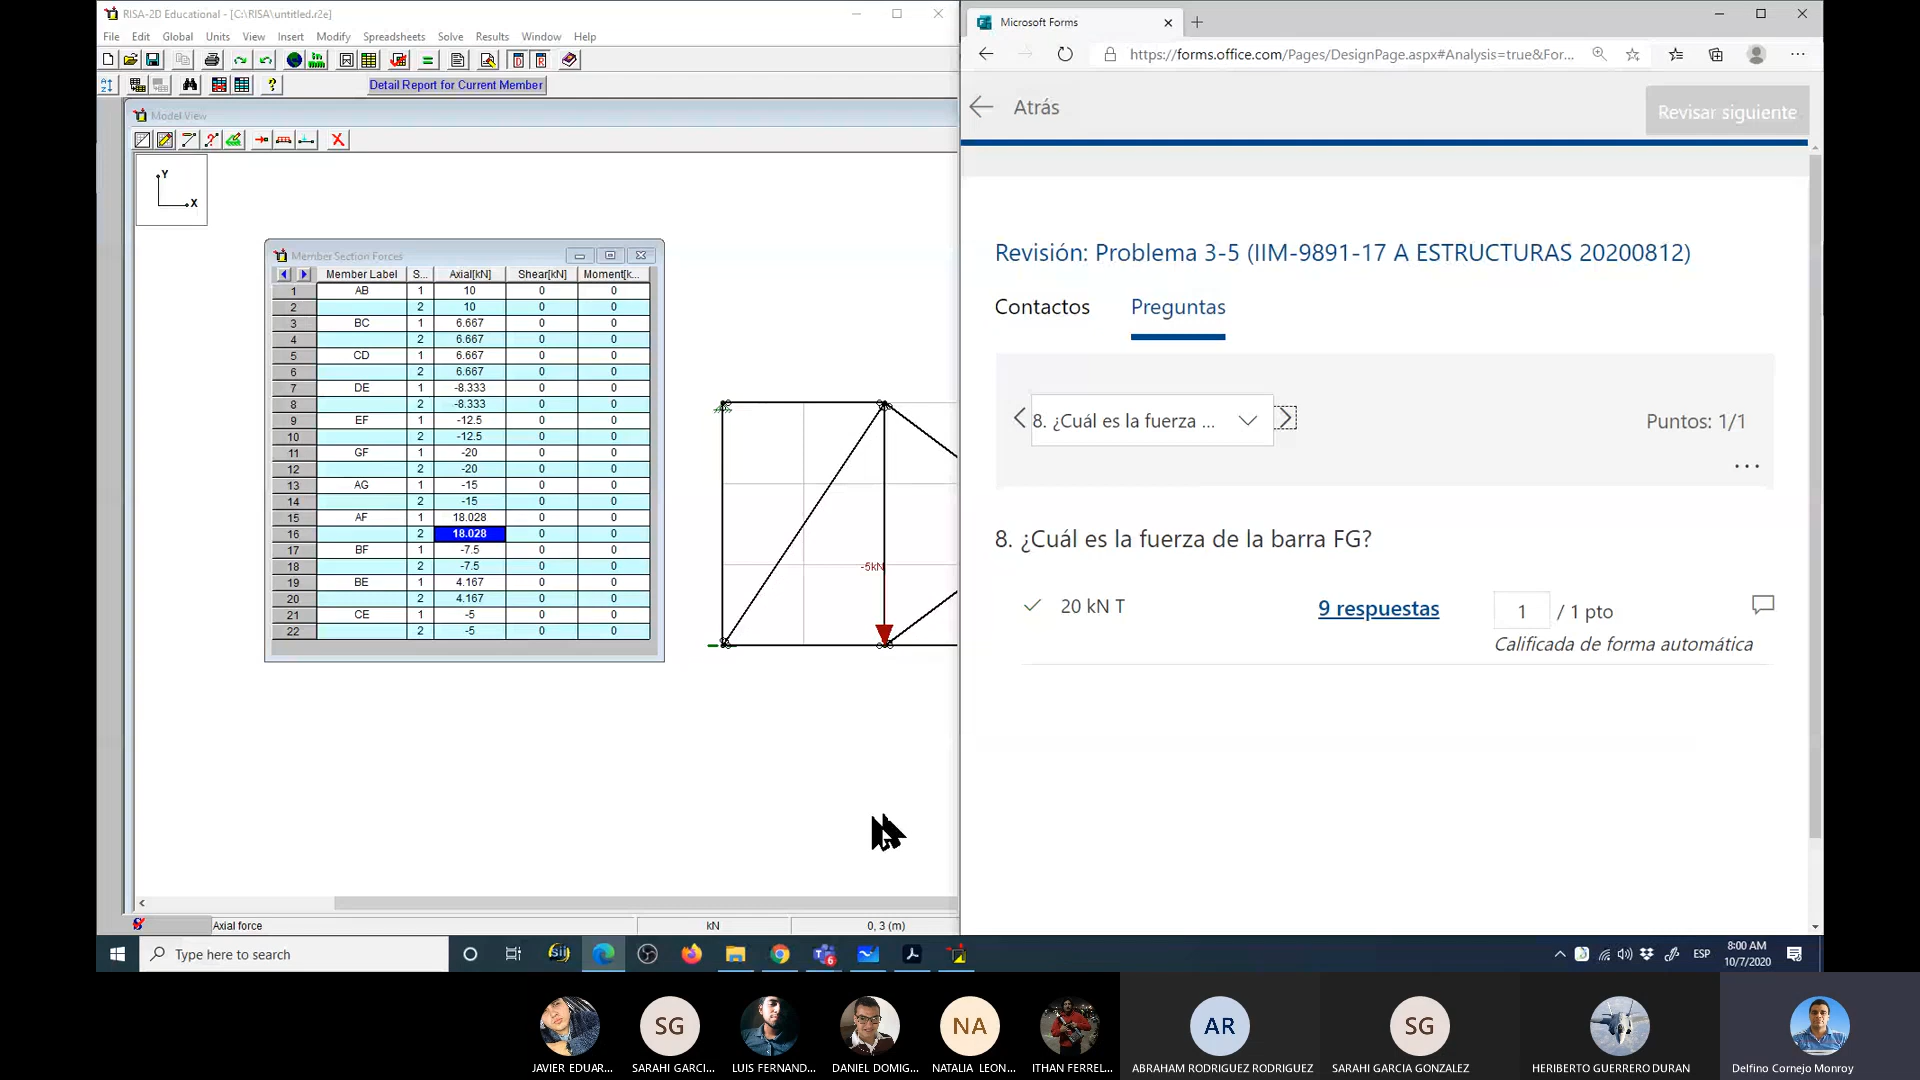 RISA-2D Educational - [C:\RISA\untitled.r2e]
File Edit Global Units View Insert Modify Spreadsheets Solve Results Window Help
Detail Report for Current Member
Model View
Y
X
Member Section Forces
Member Label S... Axial[kN] Shear[kN] Moment[k...
1 AB 1 10 0 0
2 2 10 0 0
3 BC 1 6.667 0 0
4 2 6.667 0 0
5 CD 1 6.667 0 0
6 2 6.667 0 0
7 DE 1 -8.333 0 0
8 2 -8.333 0 0
9 EF 1 -12.5 0 0
10 2 -12.5 0 0
11 GF 1 -20 0 0
12 2 -20 0 0
13 AG 1 -15 0 0
14 2 -15 0 0
15 AF 1 18.028 0 0
16 2 18.028 0 0
17 BF 1 -7.5 0 0
18 2 -7.5 0 0
19 BE 1 4.167 0 0
20 2 4.167 0 0
21 CE 1 -5 0 0
22 2 -5 0 0
-5kN
Axial force kN 0, 3 (m)
Microsoft Forms
https://forms.office.com/Pages/DesignPage.aspx#Analysis=true&For...
Atrás
Revisar siguiente
Revisión: Problema 3-5 (IIM-9891-17 A ESTRUCTURAS 20200812)
Contactos Preguntas
8. ¿Cuál es la fuerza ...
Puntos: 1/1
8. ¿Cuál es la fuerza de la barra FG?
20 kN T 9 respuestas 1 / 1 pto
Calificada de forma automática
Type here to search
sii
6
ESP
8:00 AM
10/7/2020
SG NA AR SG
JAVIER EDUAR... SARAHI GARCI... LUIS FERNAND... DANIEL DOMIG... NATALIA LEON... ITHAN FERREL... ABRAHAM RODRIGUEZ RODRIGUEZ SARAHI GARCIA GONZALEZ HERIBERTO GUERRERO DURAN Delfino Cornejo Monroy